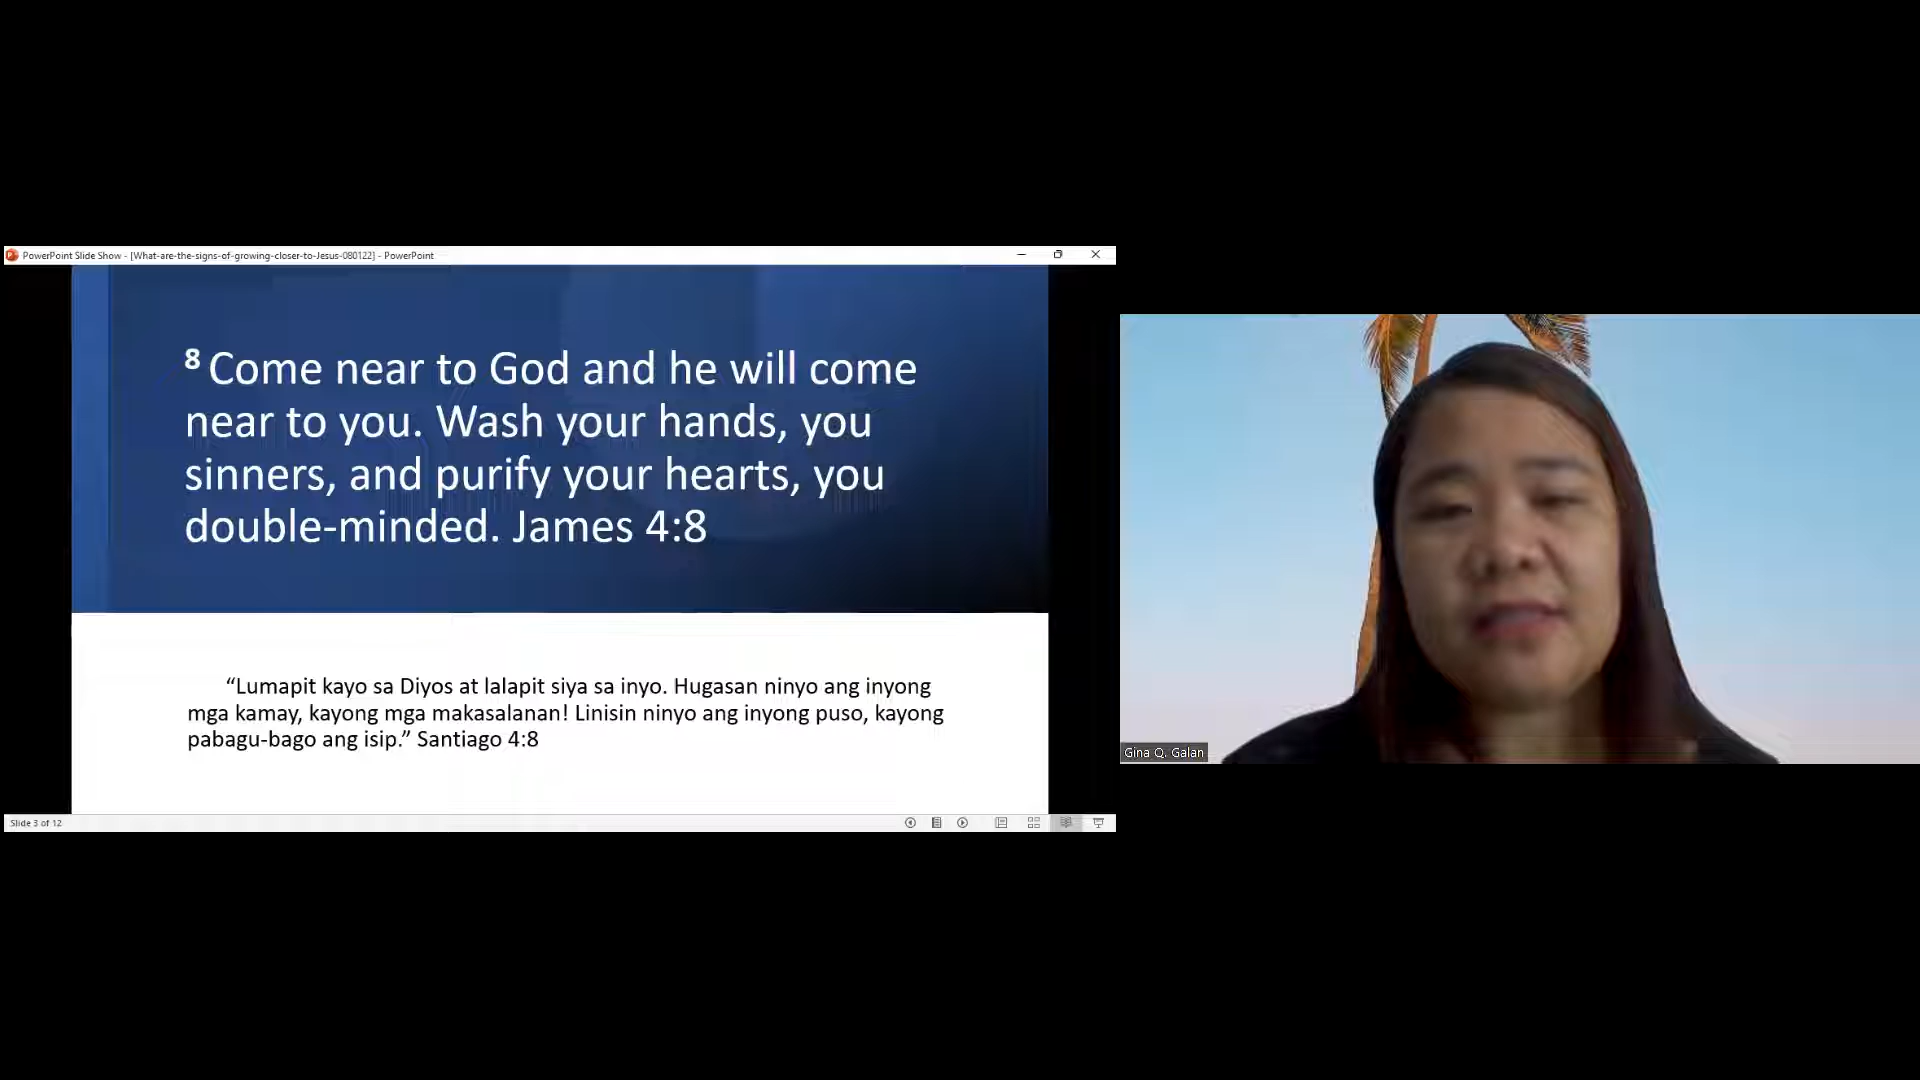 PowerPoint Slide Show - [What-are-the-signs-of-growing-closer-to-Jesus-080122] - PowerPoint
8 Come near to God and he will come
near to you. Wash your hands, you
sinners, and purify your hearts, you
double-minded. James 4:8
“Lumapit kayo sa Diyos at lalapit siya sa inyo. Hugasan ninyo ang inyong
mga kamay, kayong mga makasalanan! Linisin ninyo ang inyong puso, kayong
pabagu-bago ang isip.” Santiago 4:8
Slide 3 of 12
Gina Q. Galan